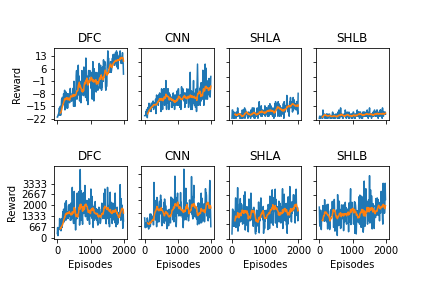 DFC CNN SHLA SHLB
Reward
13
6
-1
-8
-15
-22
DFC CNN SHLA SHLB
Reward
3333
2667
2000
1333
667
0
0 1000 2000 0 1000 2000 0 1000 2000 0 1000 2000
Episodes Episodes Episodes Episodes